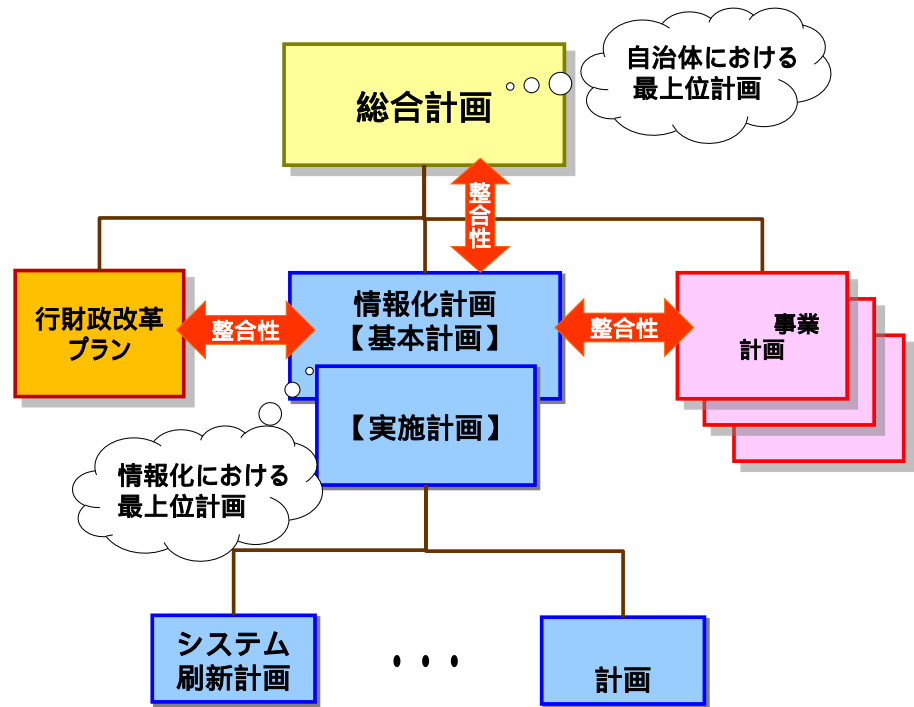 自治体における
最上位計画
総合計画
整合性
行財政改革
プラン
整合性
情報化計画
【基本計画】
整合性
事業
計画
【実施計画】
情報化における
最上位計画
システム
刷新計画
・・・
計画